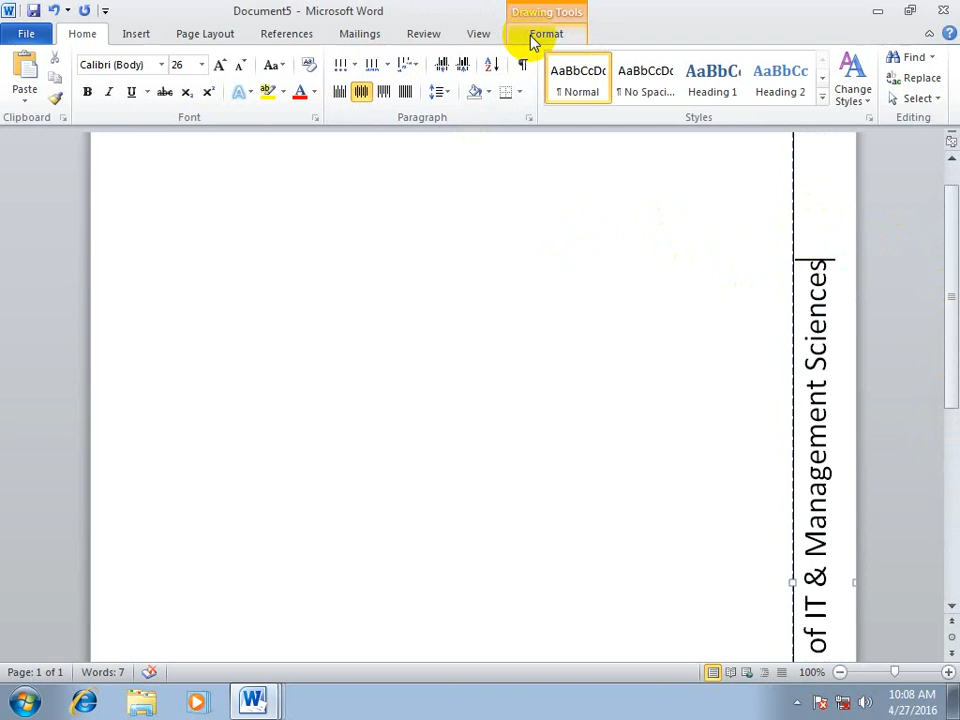 Document5 - Microsoft Word
Drawing Tools
File Home Insert Page Layout References Mailings Review View Format
Paste
Clipboard
Calibri (Body) 26
Font
Paragraph
AaBbCcDc AaBbCcDc AaBbC AaBbCc
¶ Normal ¶ No Spaci... Heading 1 Heading 2
Change Styles
Styles
Find
Replace
Select
Editing
of IT & Management Sciences
Page: 1 of 1 Words: 7
100%
10:08 AM
4/27/2016